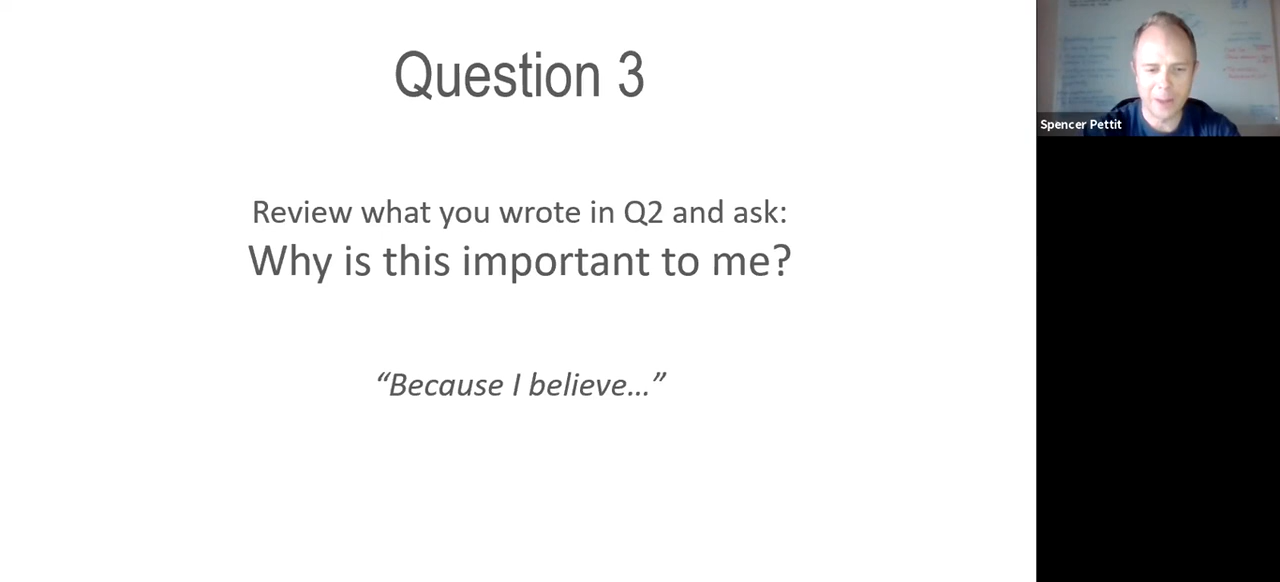 Question 3
Review what you wrote in Q2 and ask:
Why is this important to me?
“Because I believe…”
Spencer Pettit